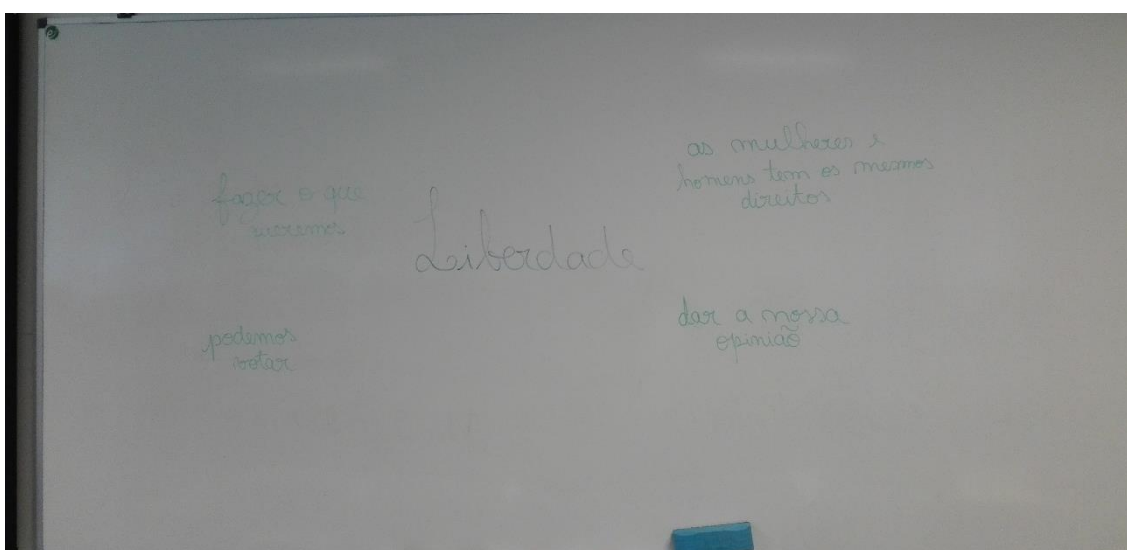 fazer o que
queremos
Liberdade
as mulheres e
homens tem os mesmos
direitos
podemos
votar
dar a nossa
opinião